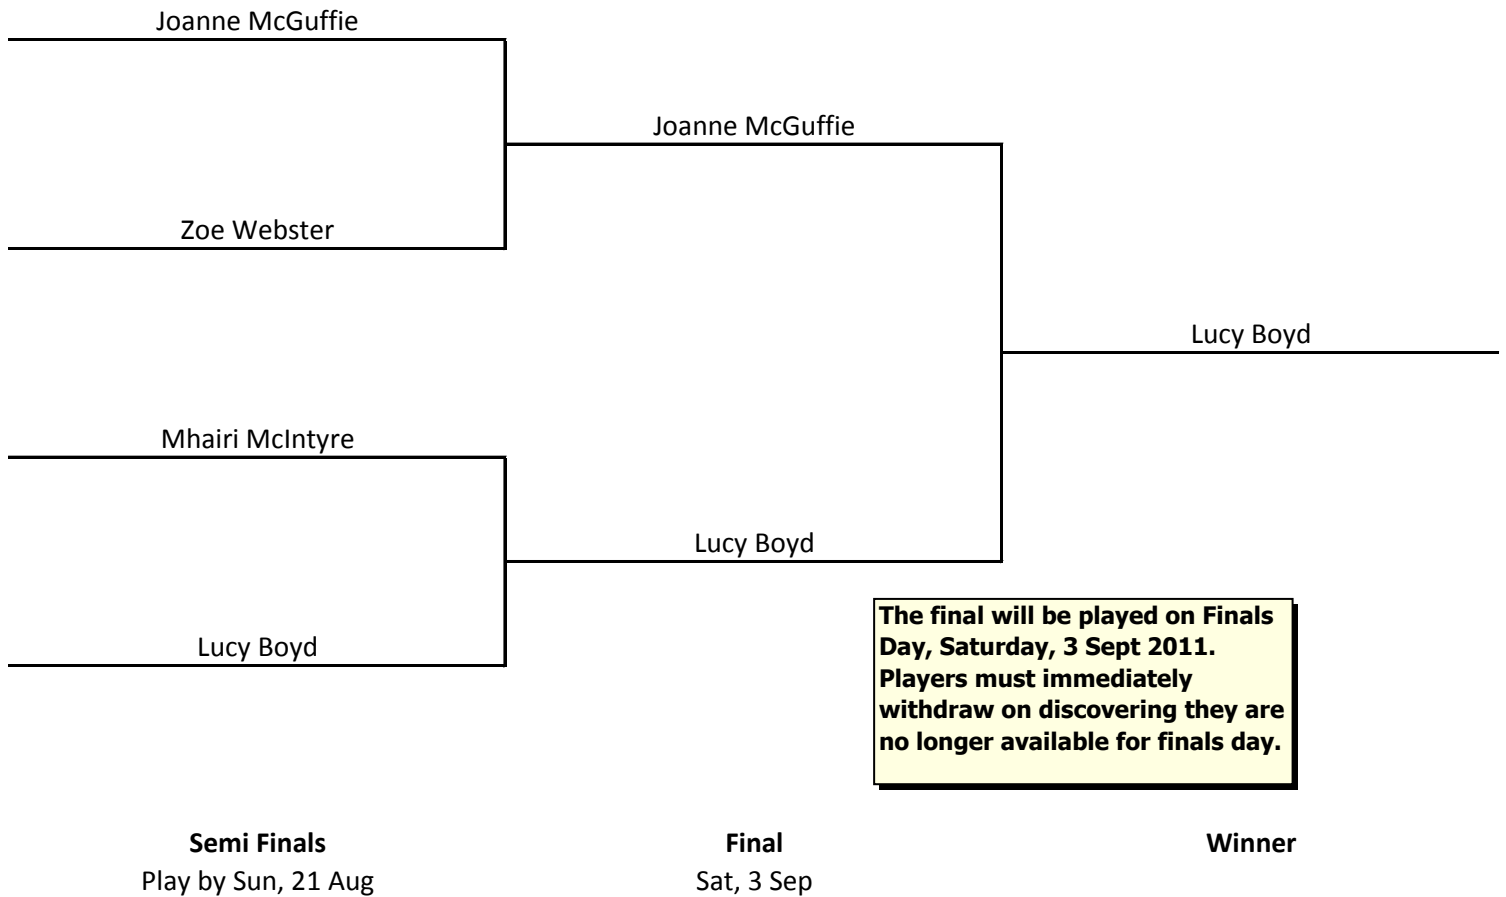 Joanne McGuffie
Joanne McGuffie
Zoe Webster
Lucy Boyd
Mhairi McIntyre
Lucy Boyd
Lucy Boyd
The final will be played on Finals
Day, Saturday, 3 Sept 2011.
Players must immediately
withdraw on discovering they are
no longer available for finals day.
Semi Finals
Final
Winner
Play by Sun, 21 Aug
Sat, 3 Sep